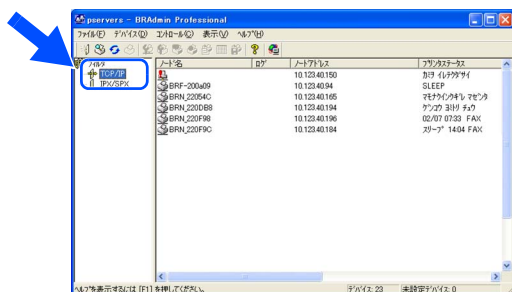 pservers - BRAdmin Professional
ファイル(F) デバイス(D) コントロール(C) 表示(V) ヘルプ(H)
フィルタ
TCP/IP
IPX/SPX
ノード名 ログ ノードアドレス プリンタステータス
10.123.40.150 カミヲ イレテクダサイ
BRF-200a09 10.123.40.94 SLEEP
BRN_22054C 10.123.40.165 マモナクインクギレ マゼンタ
BRN_220DB8 10.123.40.194 ゲンコウ ヨミトリ チュウ
BRN_220F98 10.123.40.196 02/07 07:33 FAX
BRN_220F9C 10.123.40.184 スリープ 14:04 FAX
ヘルプを表示するには [F1] を押してください。 デバイス: 23 未設定デバイス: 0